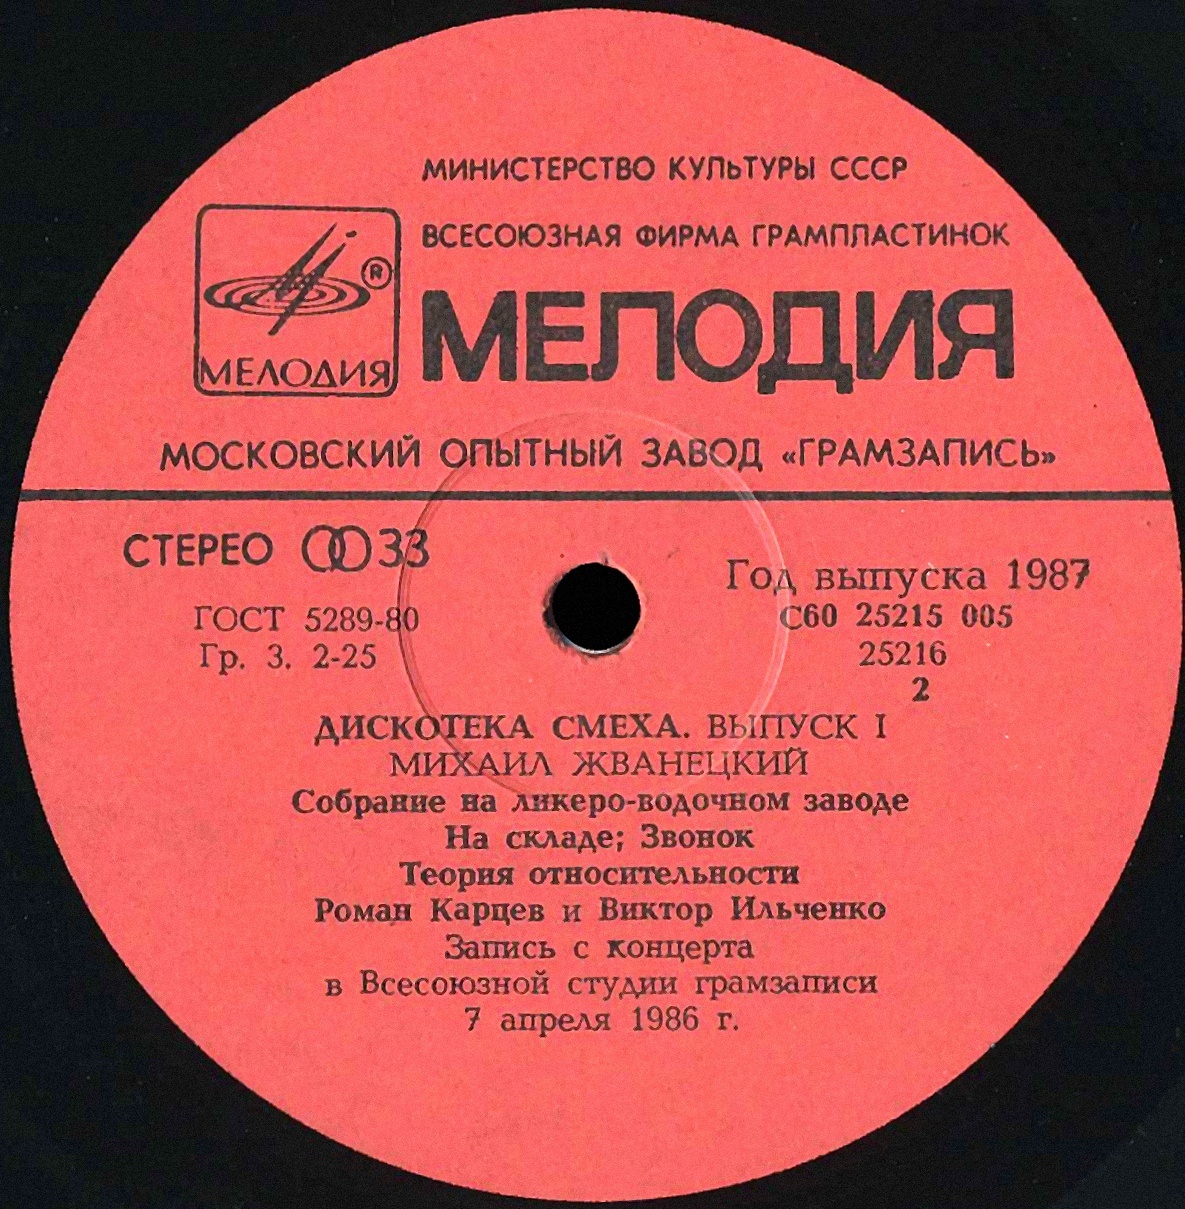 МИНИСТЕРСТВО КУЛЬТУРЫ СССР
ВСЕСОЮЗНАЯ ФИРМА ГРАМПЛАСТИНОК
МЕЛОДИЯ
®
МЕЛОДИЯ
МОСКОВСКИЙ ОПЫТНЫЙ ЗАВОД «ГРАМЗАПИСЬ»
СТЕРЕО 33
ГОСТ 5289-80
Гр. 3. 2-25
Год выпуска 1987
С60 25215 005
25216
2
ДИСКОТЕКА СМЕХА. ВЫПУСК I
МИХАИЛ ЖВАНЕЦКИЙ
Собрание на ликеро-водочном заводе
На складе; Звонок
Теория относительности
Роман Карцев и Виктор Ильченко
Запись с концерта
в Всесоюзной студии грамзаписи
7 апреля 1986 г.